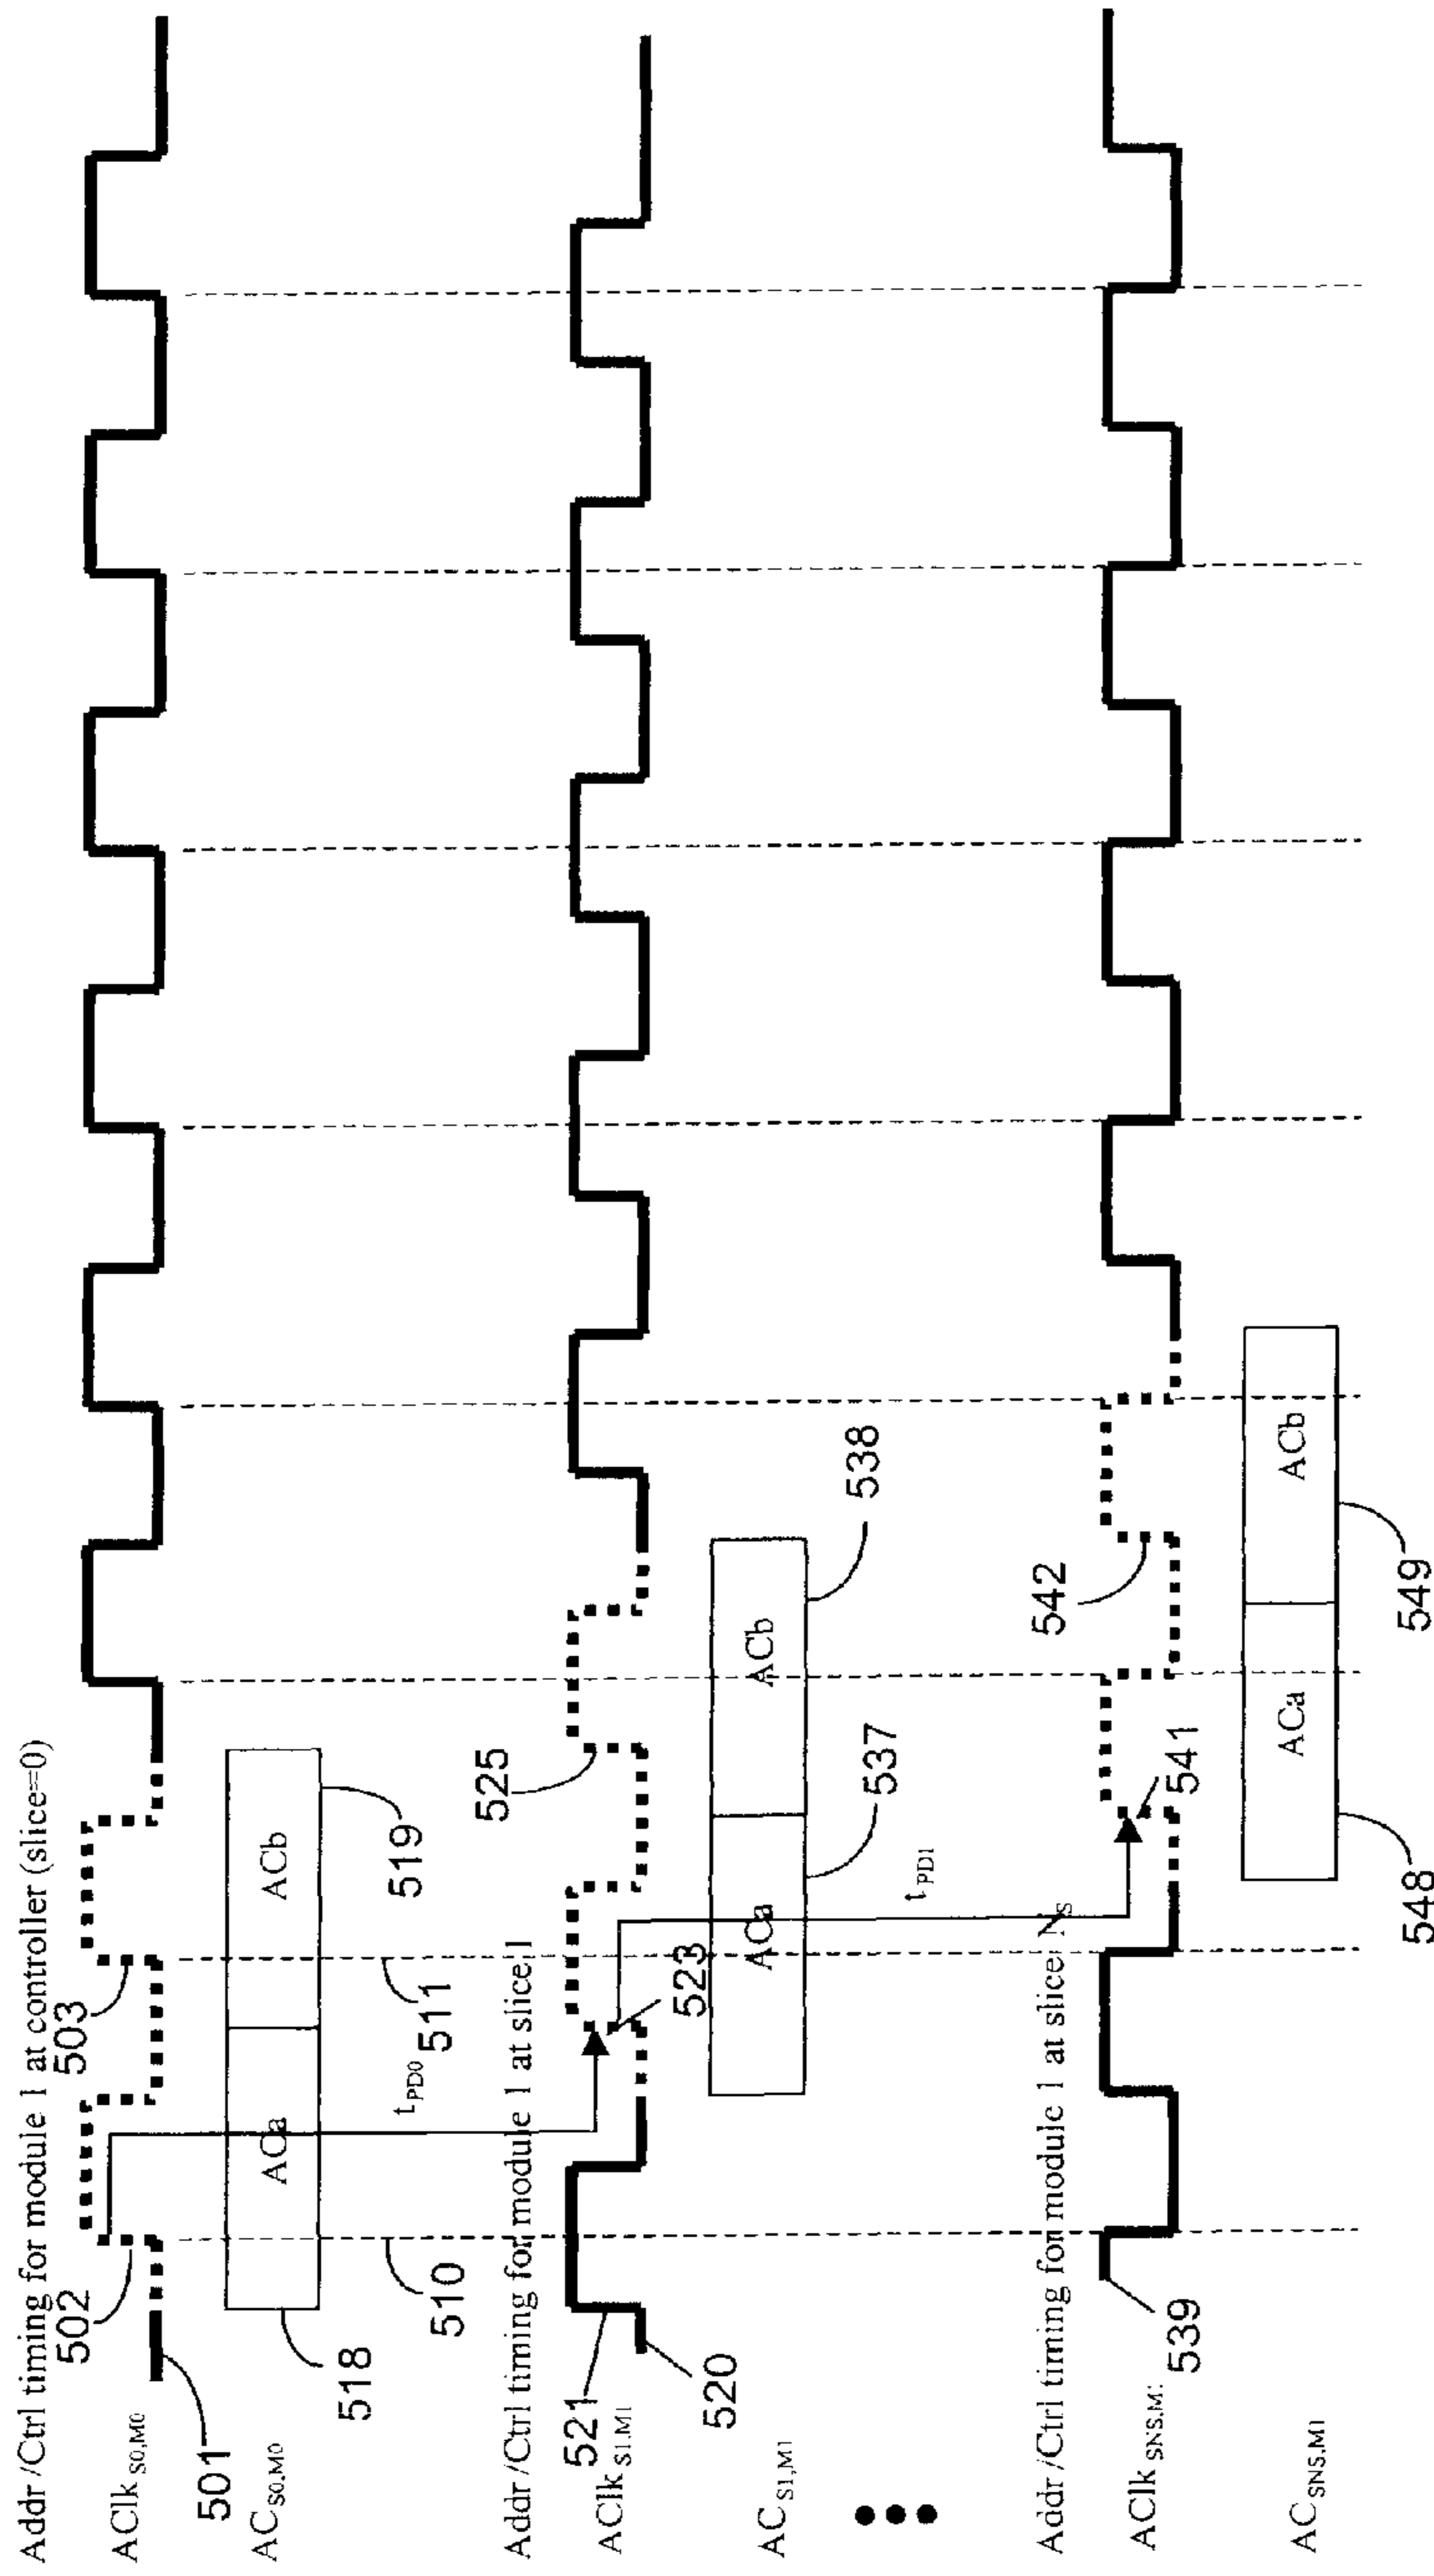 Addr /Ctrl timing for module 1 at controller (slice=0)
502
503
AClk S0,M0
501
AC S0,M0
ACa
ACb
518
519
510
511
tPD0
Addr /Ctrl timing for module 1 at slice 1
525
521
AClk S1,M1
520
523
AC S1,M1
ACa
ACb
537
538
tPD1
Addr /Ctrl timing for module 1 at slice NS
542
AClk SNS,M1
539
541
AC SNS,M1
ACa
ACb
548
549